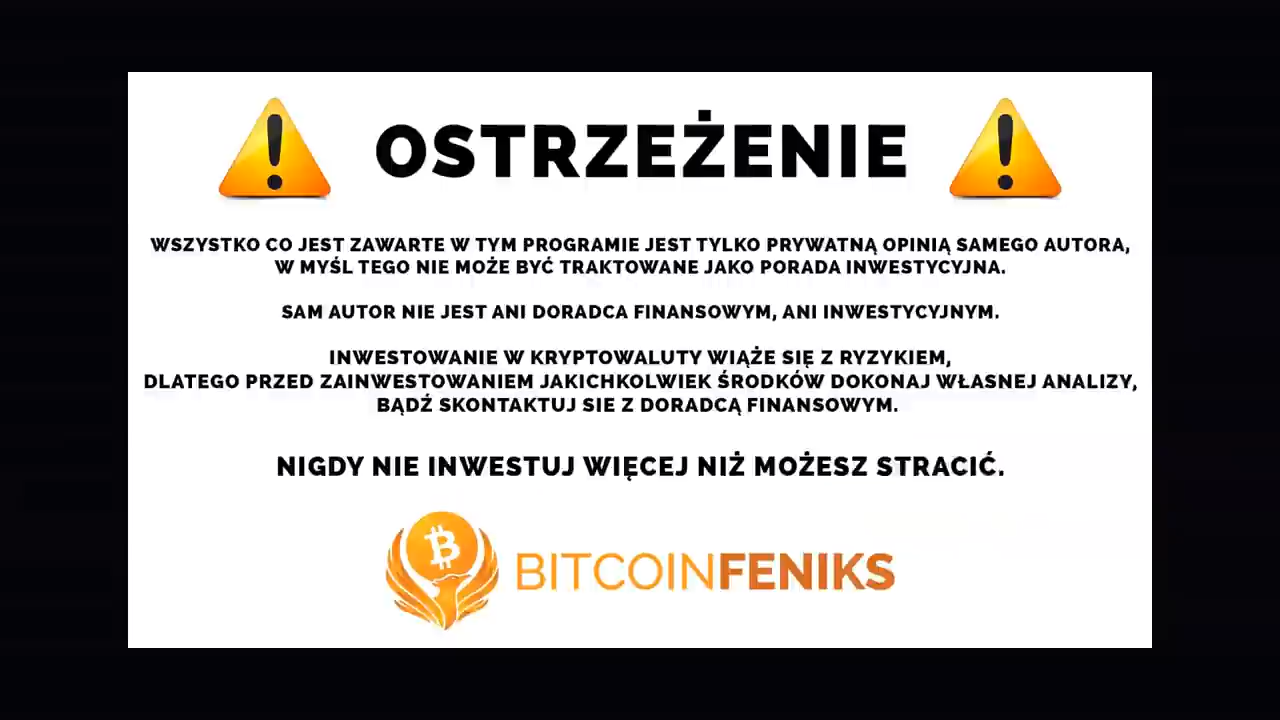 OSTRZEŻENIE
WSZYSTKO CO JEST ZAWARTE W TYM PROGRAMIE JEST TYLKO PRYWATNĄ OPINIĄ SAMEGO AUTORA,
W MYŚL TEGO NIE MOŻE BYĆ TRAKTOWANE JAKO PORADA INWESTYCYJNA.
SAM AUTOR NIE JEST ANI DORADCA FINANSOWYM, ANI INWESTYCYJNYM.
INWESTOWANIE W KRYPTOWALUTY WIĄŻE SIĘ Z RYZYKIEM,
DLATEGO PRZED ZAINWESTOWANIEM JAKICHKOLWIEK ŚRODKÓW DOKONAJ WŁASNEJ ANALIZY,
BĄDŹ SKONTAKTUJ SIE Z DORADCĄ FINANSOWYM.
NIGDY NIE INWESTUJ WIĘCEJ NIŻ MOŻESZ STRACIĆ.
BITCOINFENIKS